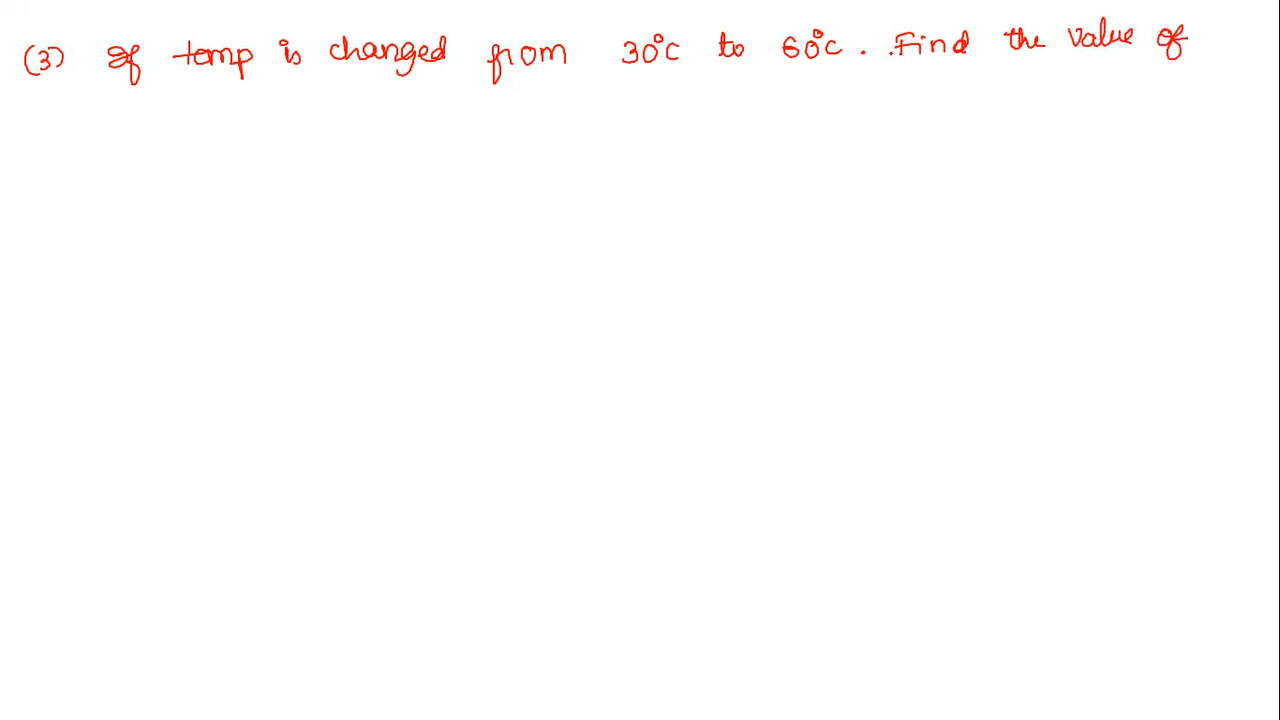 (3) If temp is changed from 30°C to 60°C. Find the value of